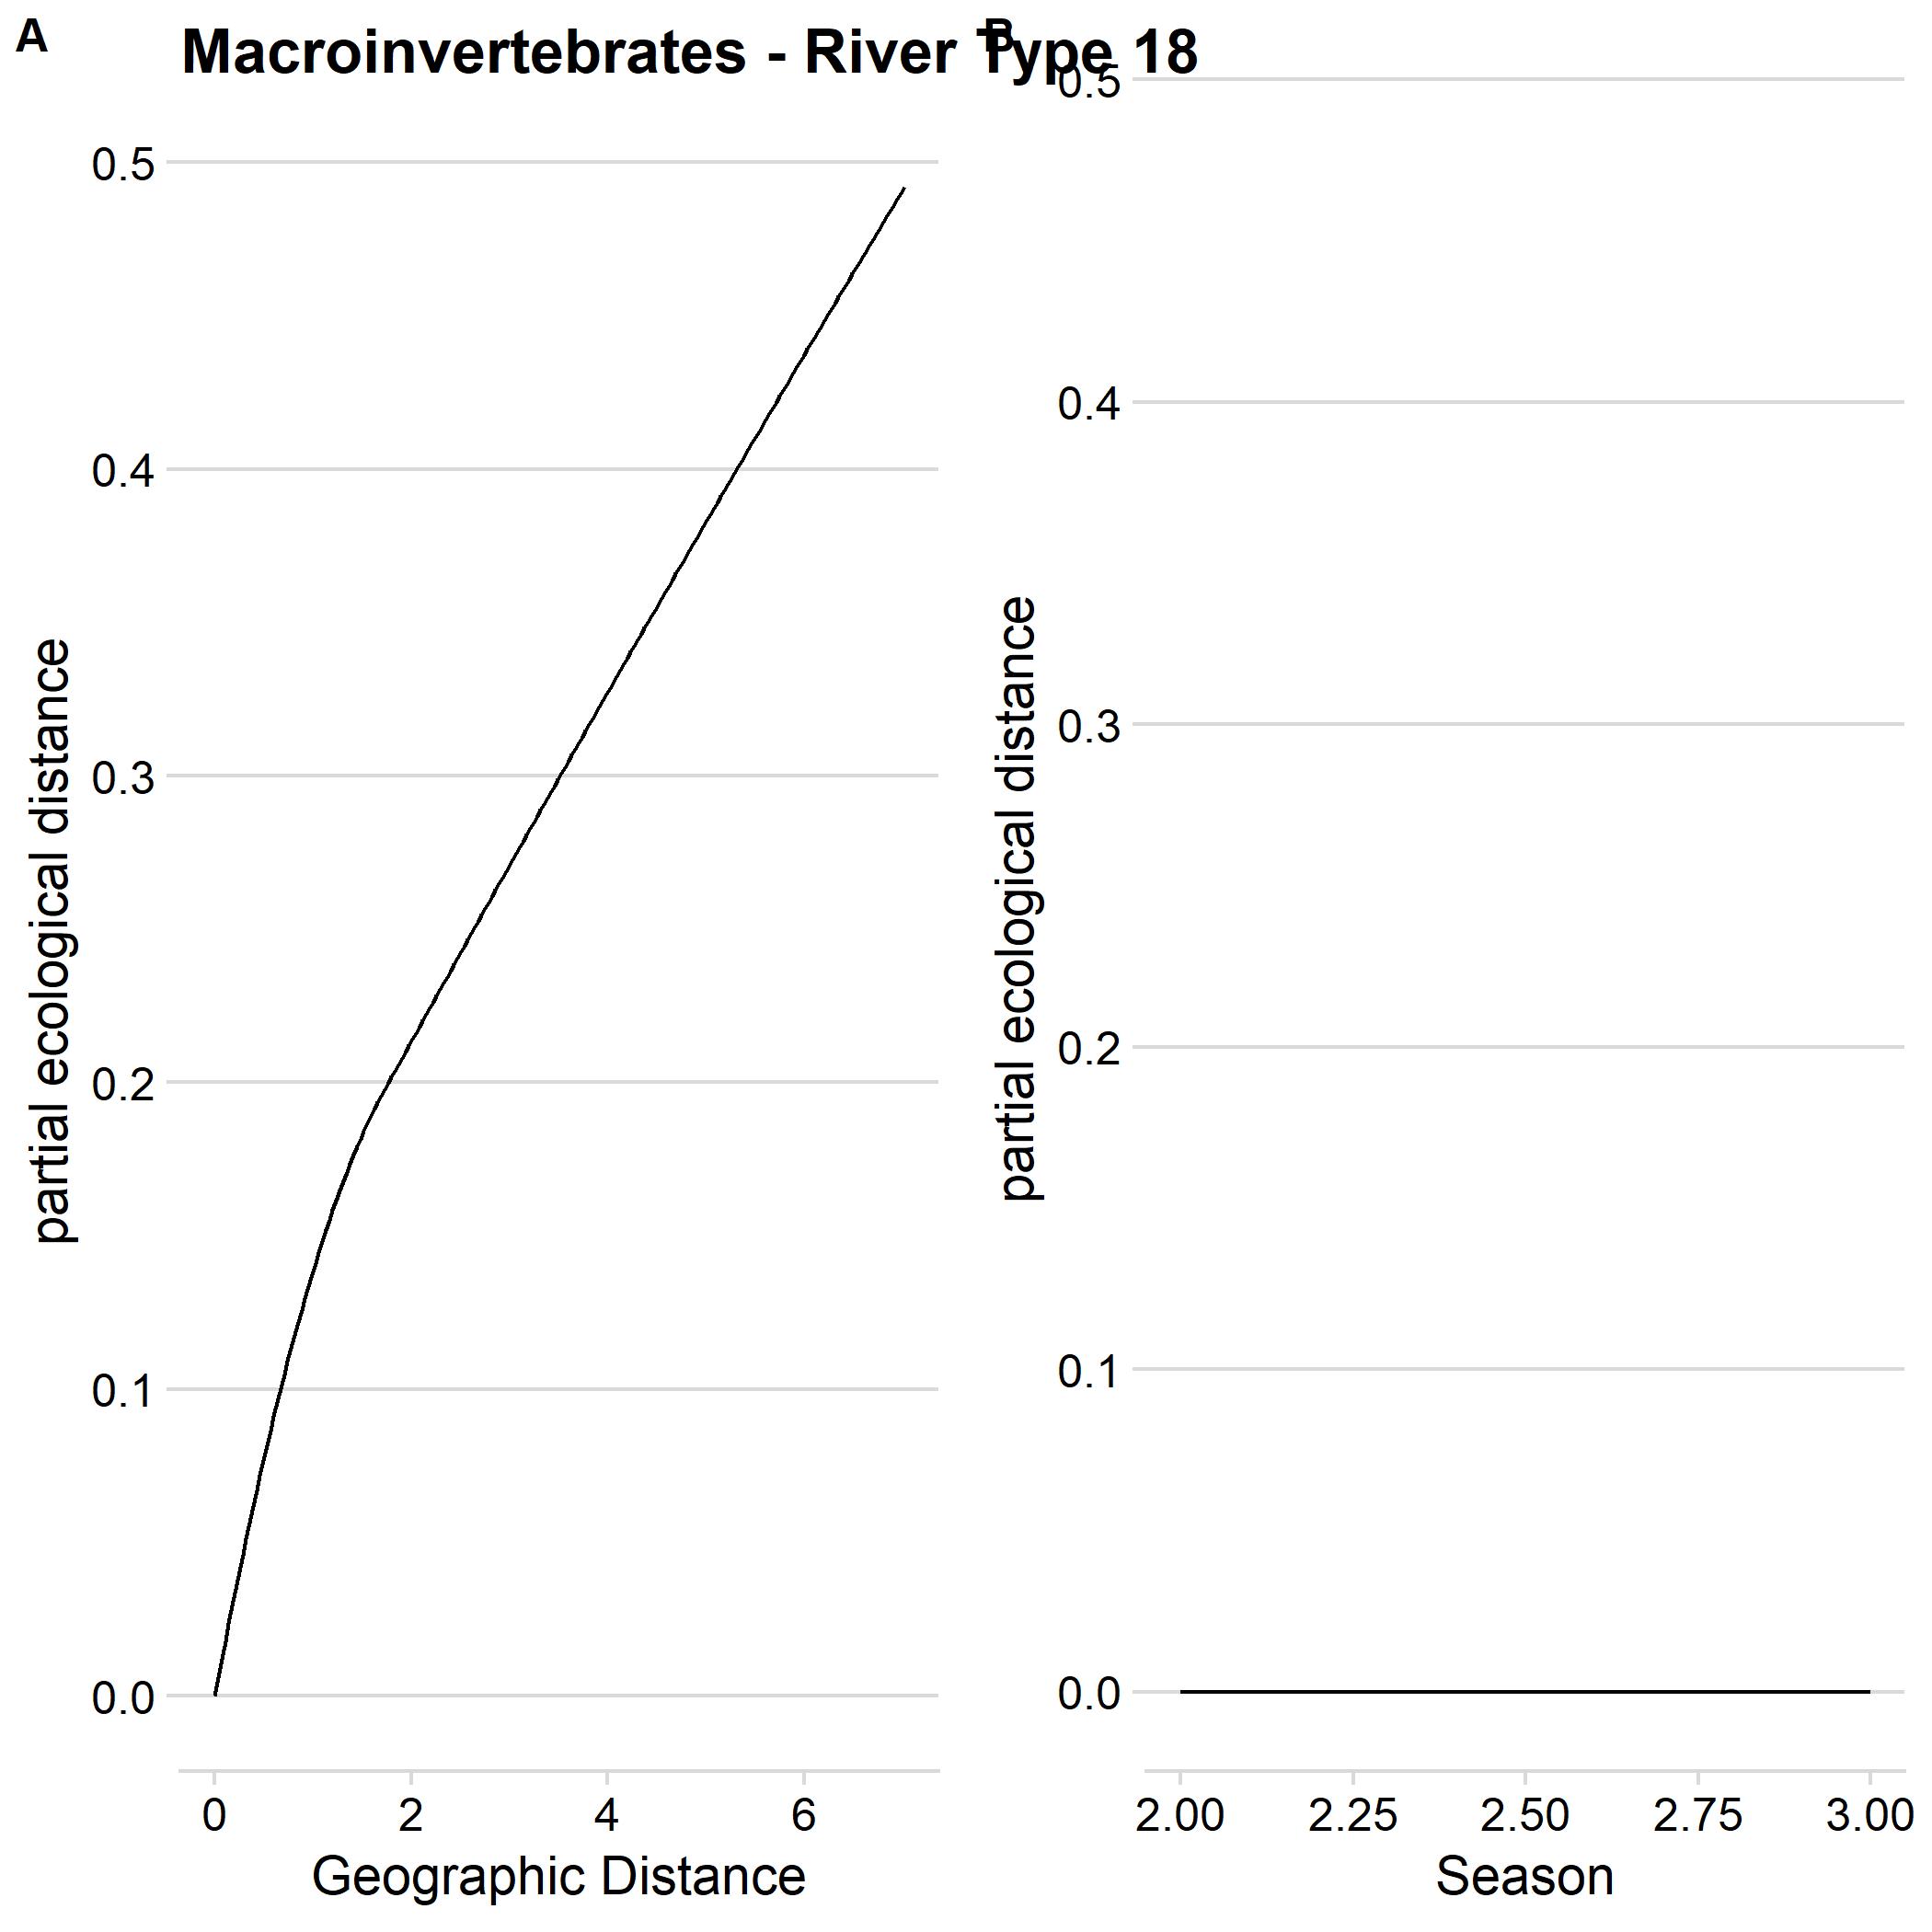 A
Macroinvertebrates - River Type 18
partial ecological distance
0.5
0.4
0.3
0.2
0.1
0.0
0 2 4 6
Geographic Distance
B
partial ecological distance
0.5
0.4
0.3
0.2
0.1
0.0
2.00 2.25 2.50 2.75 3.00
Season